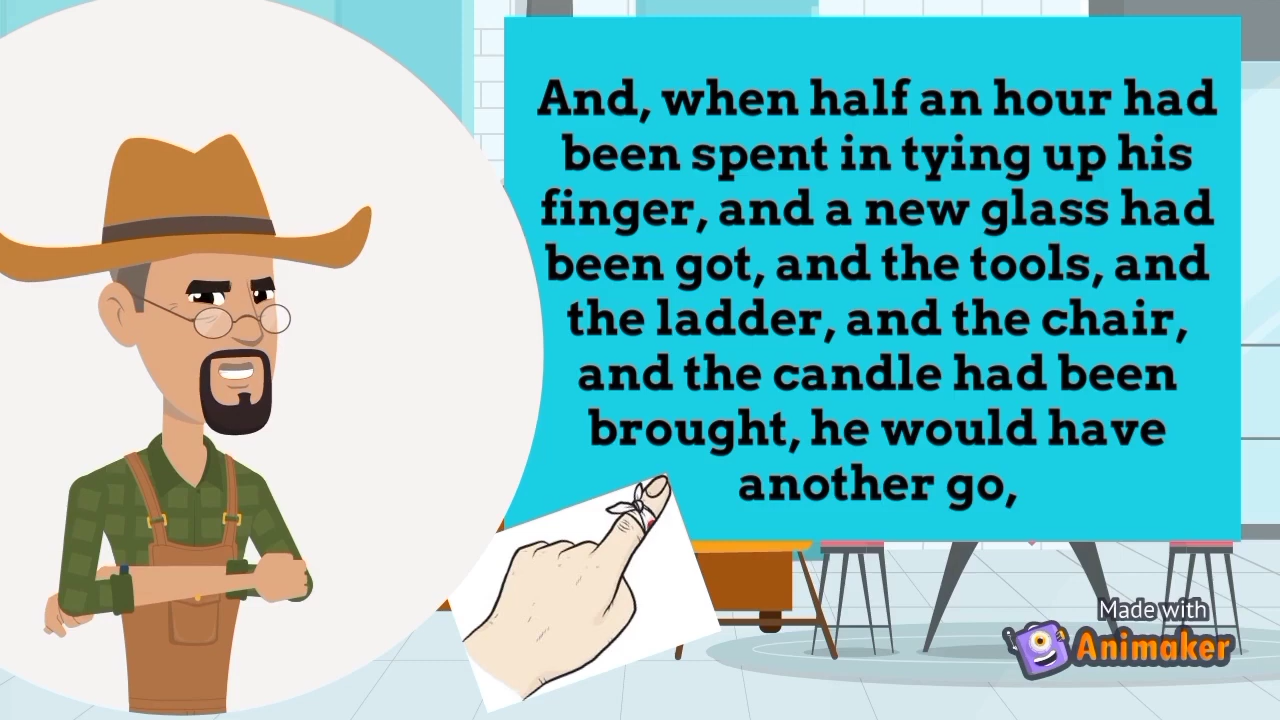 And, when half an hour had
been spent in tying up his
finger, and a new glass had
been got, and the tools, and
the ladder, and the chair,
and the candle had been
brought, he would have
another go,
Made with
Animaker